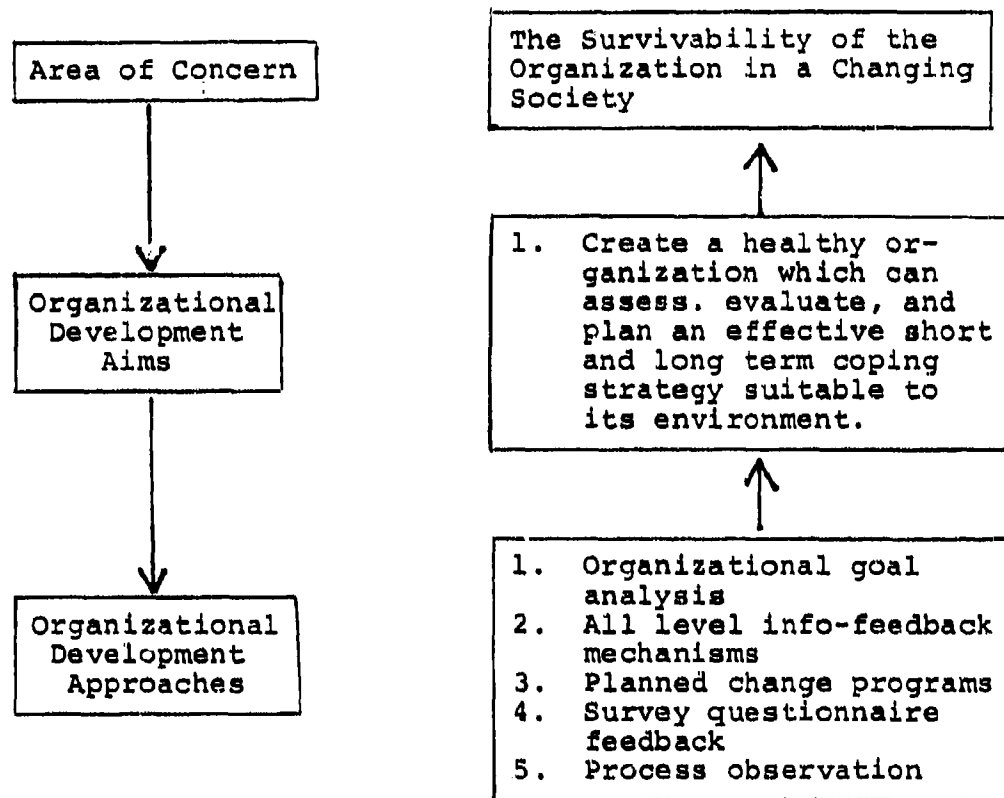 Area of Concern
Organizational
Development
Aims
Organizational
Development
Approaches
The Survivability of the
Organization in a Changing
Society
1. Create a healthy or-
ganization which can
assess. evaluate, and
plan an effective short
and long term coping
strategy suitable to
its environment.
1. Organizational goal
analysis
2. All level info-feedback
mechanisms
3. Planned change programs
4. Survey questionnaire
feedback
5. Process observation